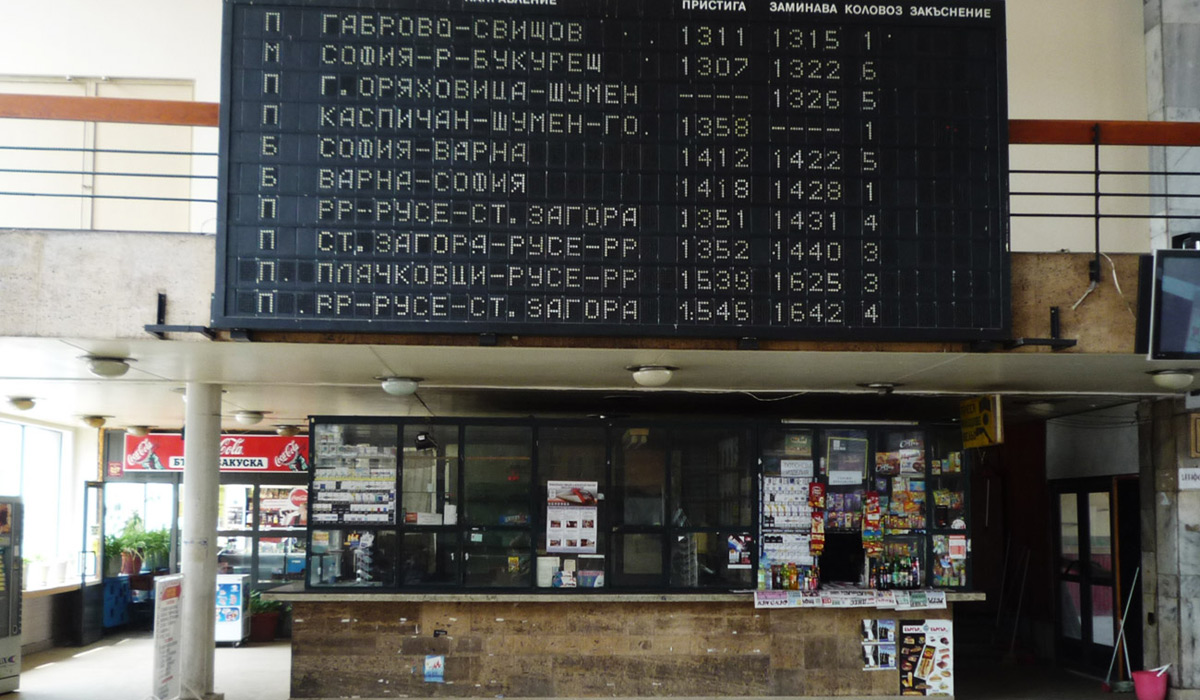 НАПРАВЛЕНИЕ ПРИСТИГА ЗАМИНАВА КОЛОВОЗ ЗАКЪСНЕНИЕ
П ГАБРОВО-СВИЩОВ 1311 1315 1
М СОФИЯ-Р-БУКУРЕЩ 1307 1322 6
П Г. ОРЯХОВИЦА-ШУМЕН ---- 1326 5
П КАСПИЧАН-ШУМЕН-ГО. 1358 ---- 1
Б СОФИЯ-ВАРНА 1412 1422 5
Б ВАРНА-СОФИЯ 1418 1428 1
П РР-РУСЕ-СТ. ЗАГОРА 1351 1431 4
П СТ. ЗАГОРА-РУСЕ-РР 1352 1440 3
П ПЛАЧКОВЦИ-РУСЕ-РР 1539 1625 3
П РР-РУСЕ-СТ. ЗАГОРА 1546 1642 4
Coca-Cola
ЗАКУСКА